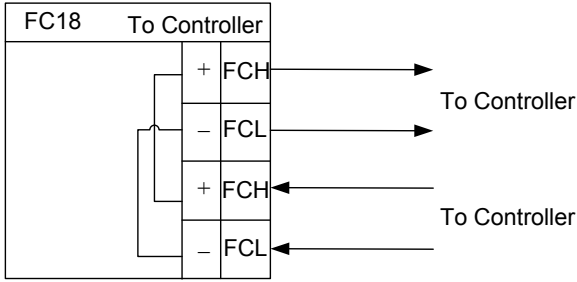 FC18 To Controller
+ FCH
To Controller
– FCL
+ FCH
To Controller
– FCL